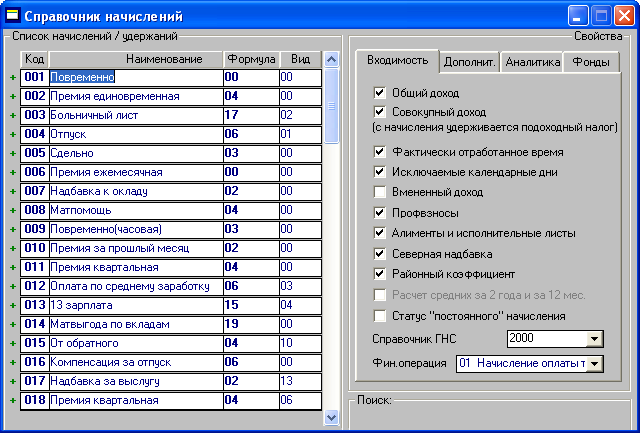 Справочник начислений
Список начислений / удержаний
Код Наименование Формула Вид
+ 001 Повременно 00 00
+ 002 Премия единовременная 04 00
+ 003 Больничный лист 17 02
+ 004 Отпуск 06 01
+ 005 Сдельно 03 00
+ 006 Премия ежемесячная 00 00
+ 007 Надбавка к окладу 02 00
+ 008 Матпомощь 04 00
+ 009 Повременно(часовая) 03 00
+ 010 Премия за прошлый месяц 02 00
+ 011 Премия квартальная 04 00
+ 012 Оплата по среднему заработку 06 03
+ 013 13 зарплата 15 04
+ 014 Матвыгода по вкладам 19 00
+ 015 От обратного 04 10
+ 016 Компенсация за отпуск 06 00
+ 017 Надбавка за выслугу 02 13
+ 018 Премия квартальная 04 06
Свойства
Входимость Дополнит. Аналитика Фонды
Общий доход
Совокупный доход
(с начисления удерживается подоходный налог)
Фактически отработанное время
Исключаемые календарные дни
Вмененный доход
Профвзносы
Алименты и исполнительные листы
Северная надбавка
Районный коэффициент
Расчет средних за 2 года и за 12 мес.
Статус "постоянного" начисления
Справочник ГНС 2000
Фин.операция 01 Начисление оплаты т
Поиск: